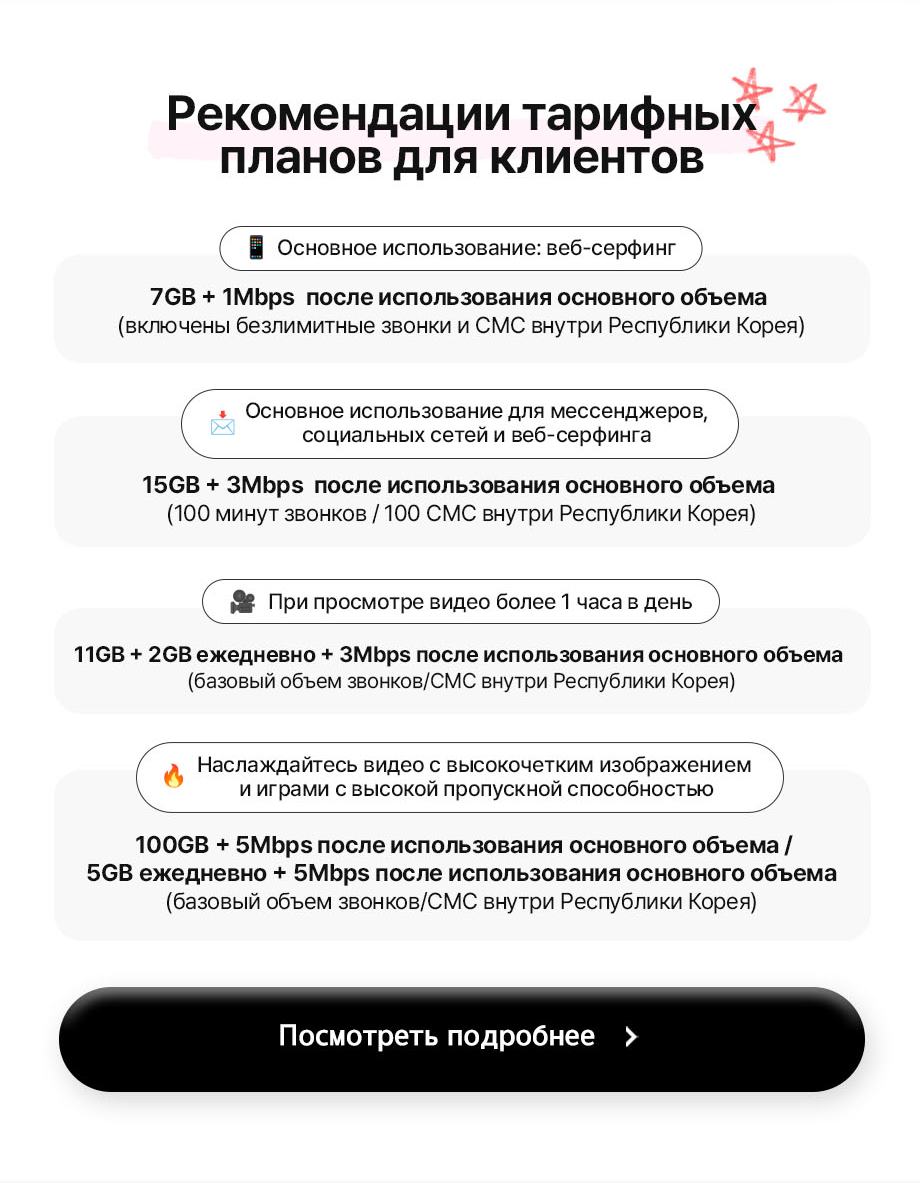 Рекомендации тарифных
планов для клиентов
Основное использование: веб-серфинг
7GB + 1Mbps после использования основного объема
(включены безлимитные звонки и СМС внутри Республики Корея)
Основное использование для мессенджеров,
социальных сетей и веб-серфинга
15GB + 3Mbps после использования основного объема
(100 минут звонков / 100 СМС внутри Республики Корея)
При просмотре видео более 1 часа в день
11GB + 2GB ежедневно + 3Mbps после использования основного объема
(базовый объем звонков/СМС внутри Республики Корея)
Наслаждайтесь видео с высокочетким изображением
и играми с высокой пропускной способностью
100GB + 5Mbps после использования основного объема /
5GB ежедневно + 5Mbps после использования основного объема
(базовый объем звонков/СМС внутри Республики Корея)
Посмотреть подробнее